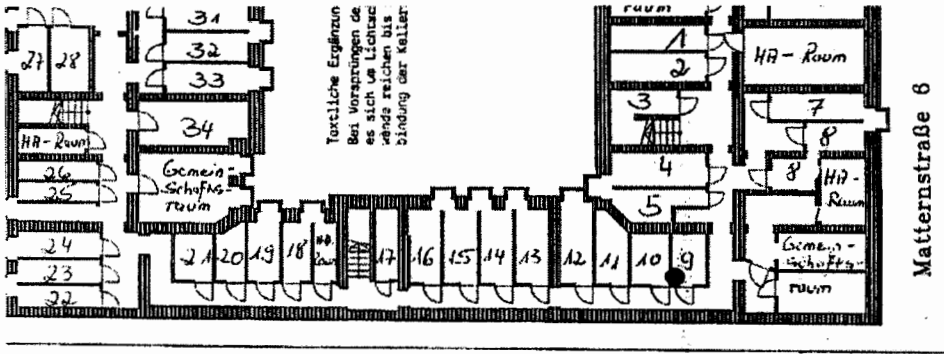 31
32
33
27
28
34
HA-Raum
26
25
24
23
22
Gemein-
schafts-
raum
21
20
19
18
HA.
Raum
17
16
15
14
13
12
11
10
9
Textliche Ergänzun
Bei Vorsprüngen de
es sich um Lichtsc
wände reichen bis
bindung der Keller
raum
1
2
3
4
5
HA-Raum
7
8
8
HA-
Raum
Gemein-
schafts-
raum
Matternstraße 6